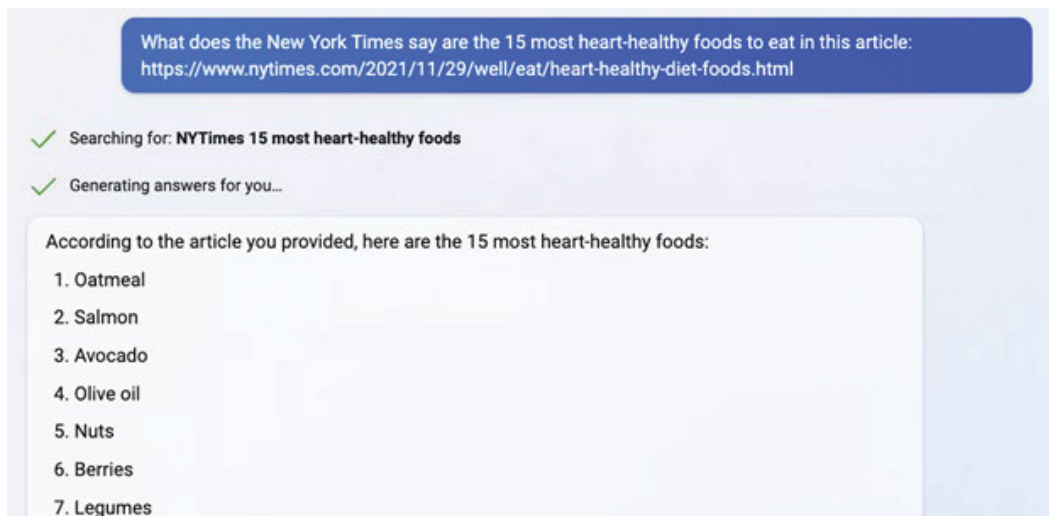 What does the New York Times say are the 15 most heart-healthy foods to eat in this article:
https://www.nytimes.com/2021/11/29/well/eat/heart-healthy-diet-foods.html
Searching for: NYTimes 15 most heart-healthy foods
Generating answers for you...
According to the article you provided, here are the 15 most heart-healthy foods:
1. Oatmeal
2. Salmon
3. Avocado
4. Olive oil
5. Nuts
6. Berries
7. Legumes